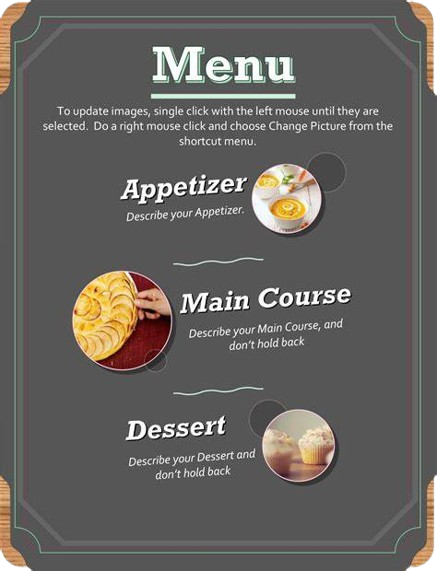 Menu
To update images, single click with the left mouse until they are
selected.  Do a right mouse click and choose Change Picture from the
shortcut menu.
Appetizer
Describe your Appetizer.
Main Course
Describe your Main Course, and
don't hold back
Dessert
Describe your Dessert and
don't hold back